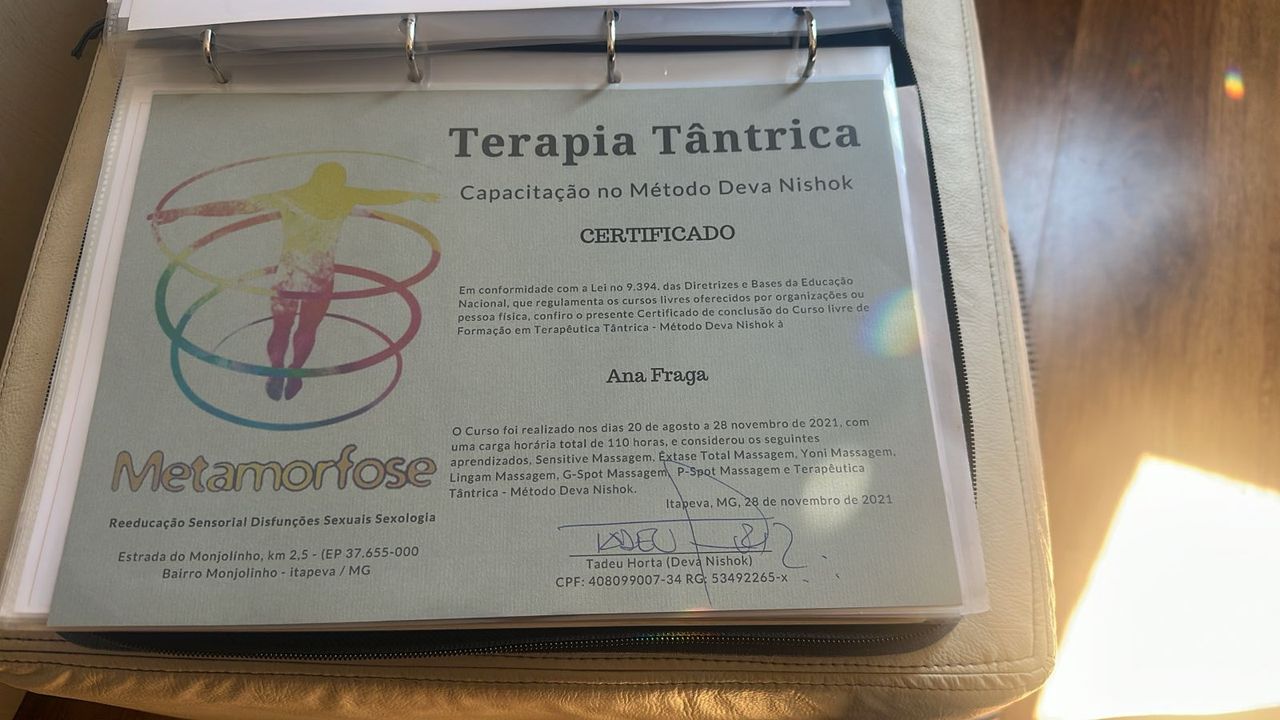 Terapia Tântrica
Capacitação no Método Deva Nishok
CERTIFICADO
Em conformidade com a Lei no 9.394. das Diretrizes e Bases da Educação
Nacional, que regulamenta os cursos livres oferecidos por organizações ou
pessoa física, confiro o presente Certificado de conclusão do Curso livre de
Formação em Terapêutica Tântrica - Método Deva Nishok à
Ana Fraga
O Curso foi realizado nos dias 20 de agosto a 28 novembro de 2021, com
uma carga horária total de 110 horas, e considerou os seguintes
aprendizados, Sensitive Massagem, Êxtase Total Massagem, Yoni Massagem,
Lingam Massagem, G-Spot Massagem, P-Spot Massagem e Terapêutica
Tântrica - Método Deva Nishok.
Itapeva, MG, 28 de novembro de 2021
TADEU
Tadeu Horta (Deva Nishok)
CPF: 408099007-34 RG: 53492265-x
Metamorfose
Reeducação Sensorial Disfunções Sexuais Sexologia
Estrada do Monjolinho, km 2,5 - (EP 37.655-000
Bairro Monjolinho - itapeva / MG